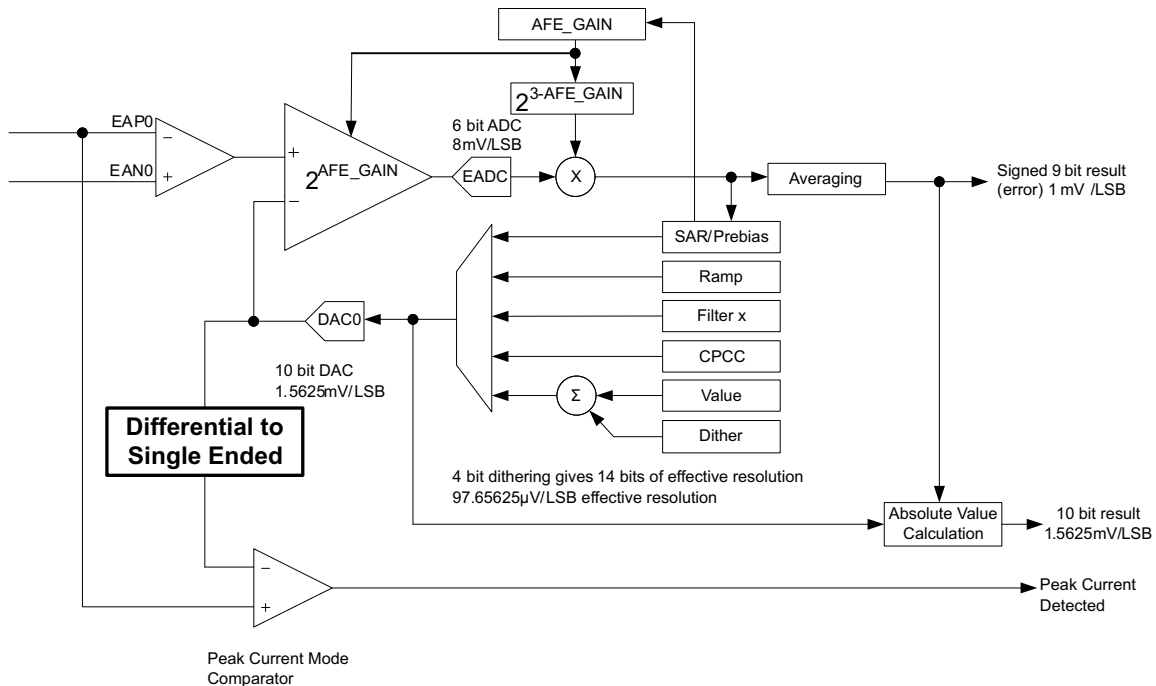 AFE_GAIN
2^3-AFE_GAIN
6 bit ADC
8mV/LSB
EAP0
EAN0
−
+
+
−
2^AFE_GAIN
EADC
X
Averaging
Signed 9 bit result
(error) 1 mV /LSB
SAR/Prebias
Ramp
Filter x
CPCC
Value
Dither
Σ
DAC0
10 bit DAC
1.5625mV/LSB
Differential to
Single Ended
4 bit dithering gives 14 bits of effective resolution
97.65625μV/LSB effective resolution
Absolute Value
Calculation
10 bit result
1.5625mV/LSB
−
+
Peak Current
Detected
Peak Current Mode
Comparator